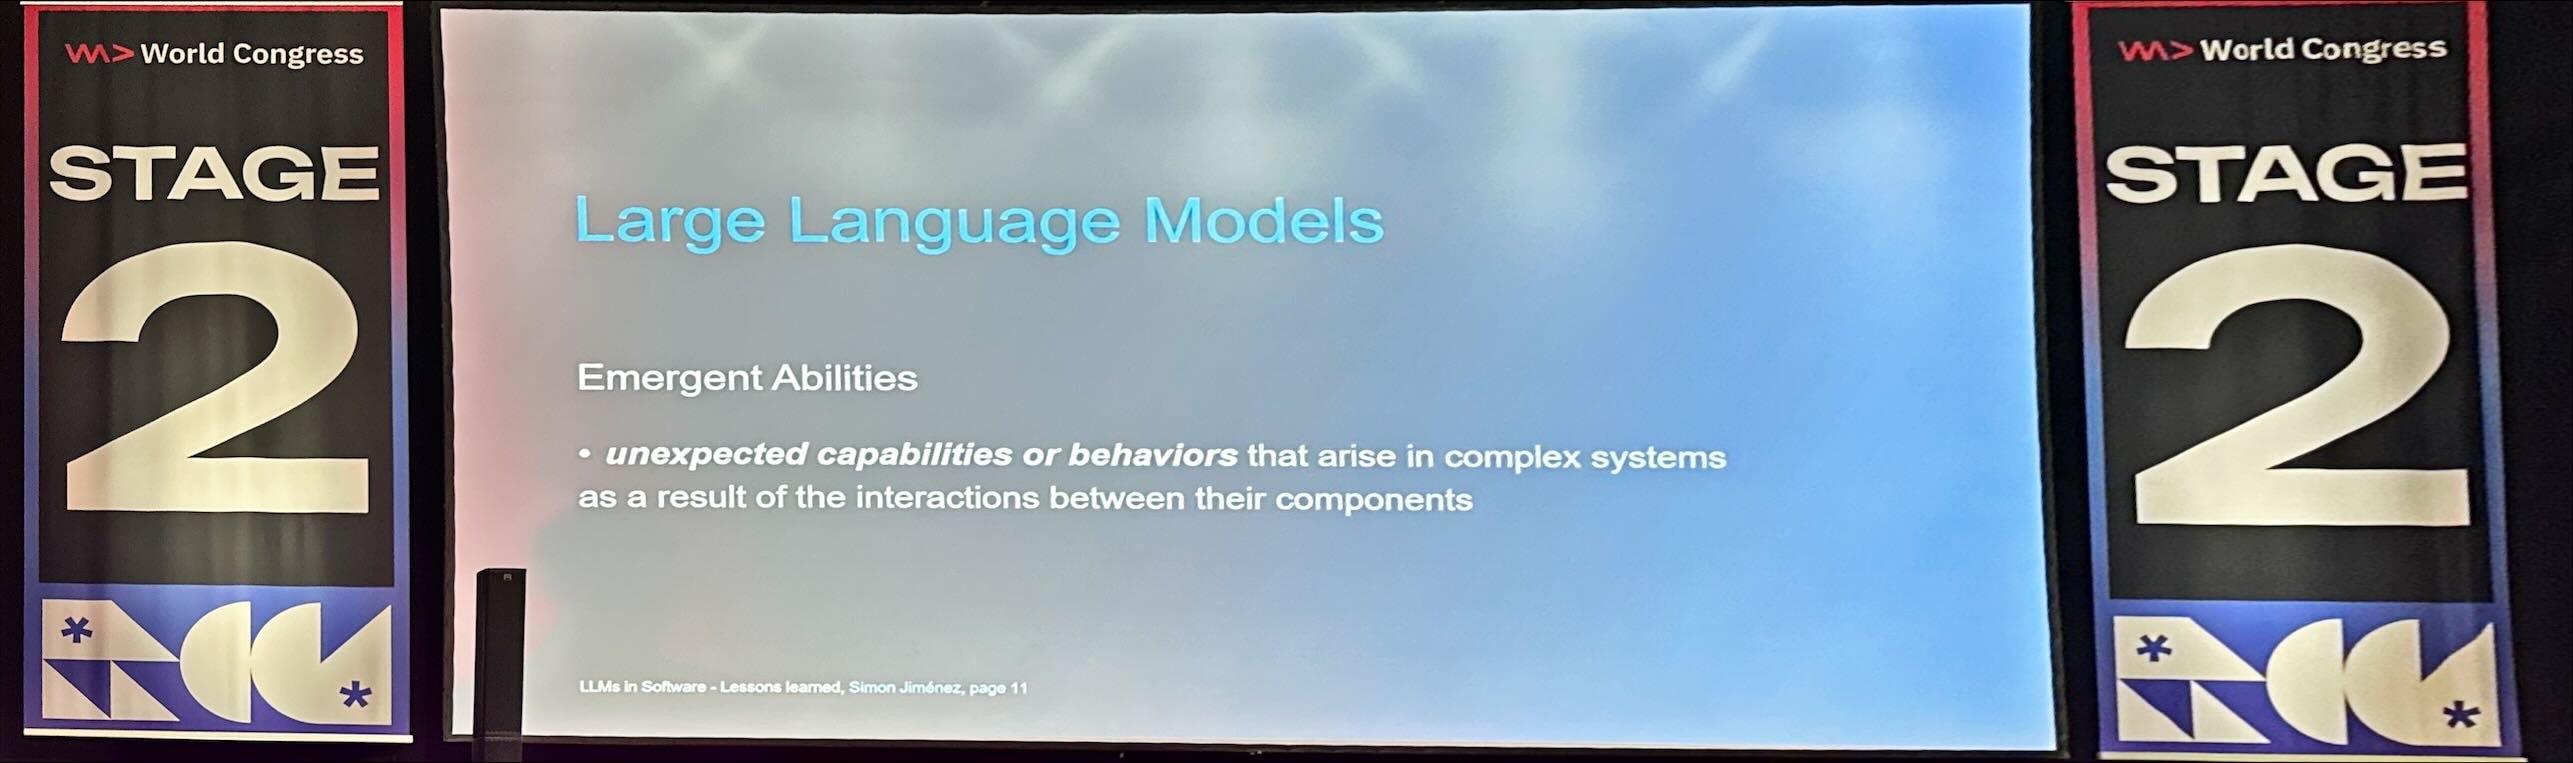 World Congress
STAGE
2
Large Language Models
Emergent Abilities
• unexpected capabilities or behaviors that arise in complex systems
as a result of the interactions between their components
LLMs in Software - Lessons learned, Simon Jiménez, page 11
World Congress
STAGE
2